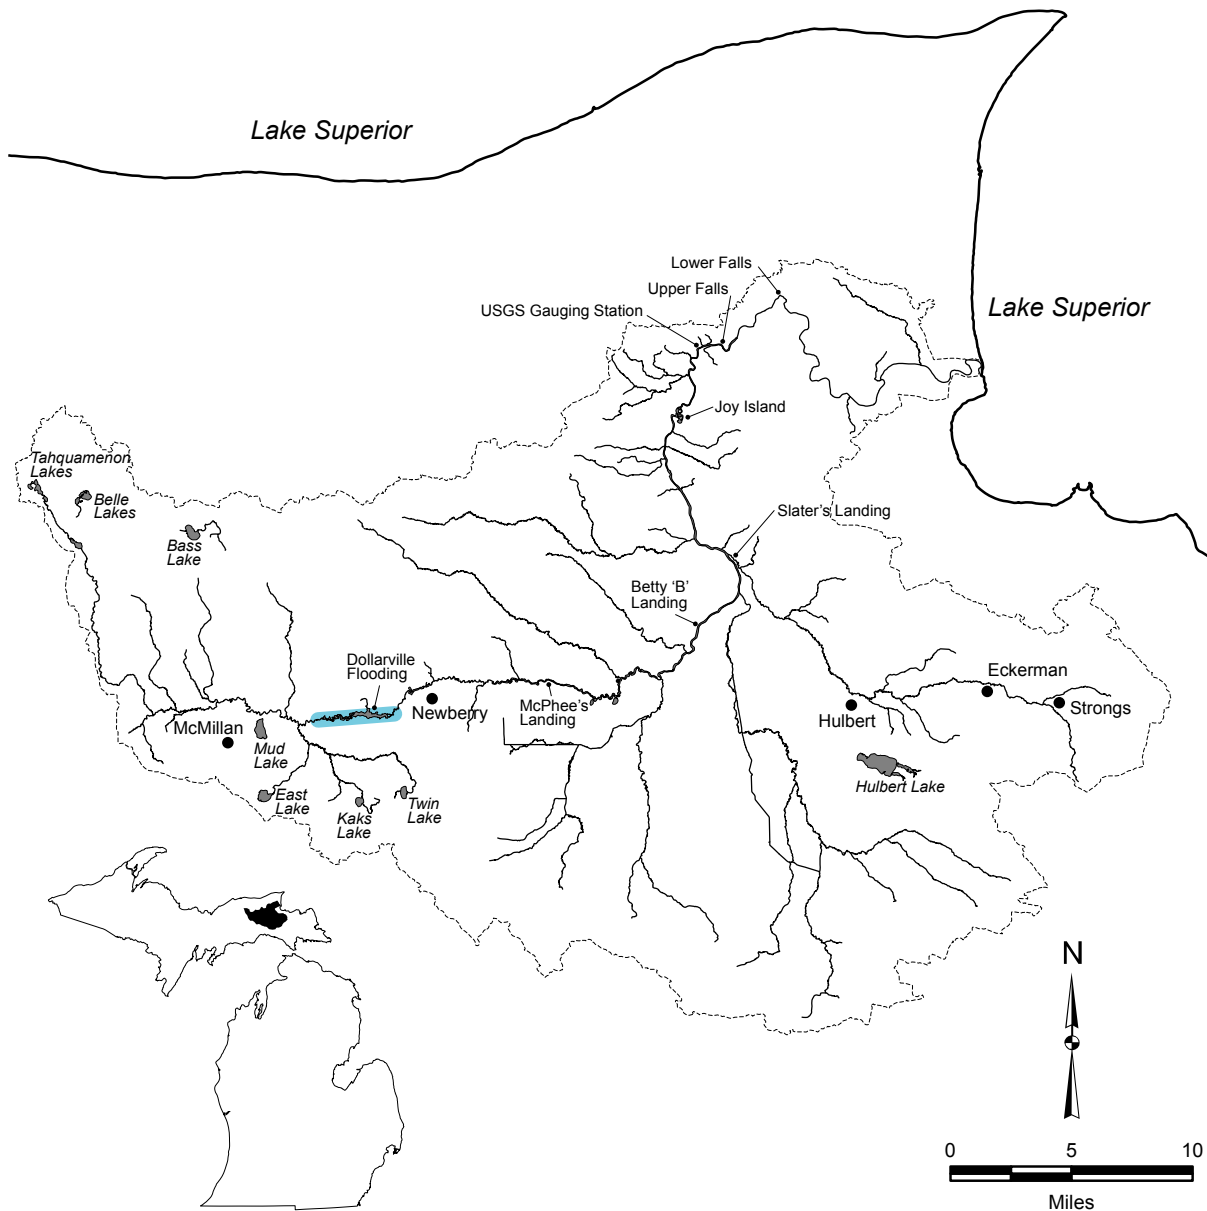 Lake Superior
Lower Falls
Upper Falls
Lake Superior
USGS Gauging Station
Joy Island
Tahquamenon
Lakes
Belle
Lakes
Slater's Landing
Bass
Lake
Betty 'B'
Landing
Dollarville
Flooding
Eckerman
McPhee's
Landing
Newberry
Strongs
Hulbert
McMillan
Mud
Lake
Hulbert Lake
East
Lake
Twin
Lake
Kaks
Lake
N
0 5 10
Miles